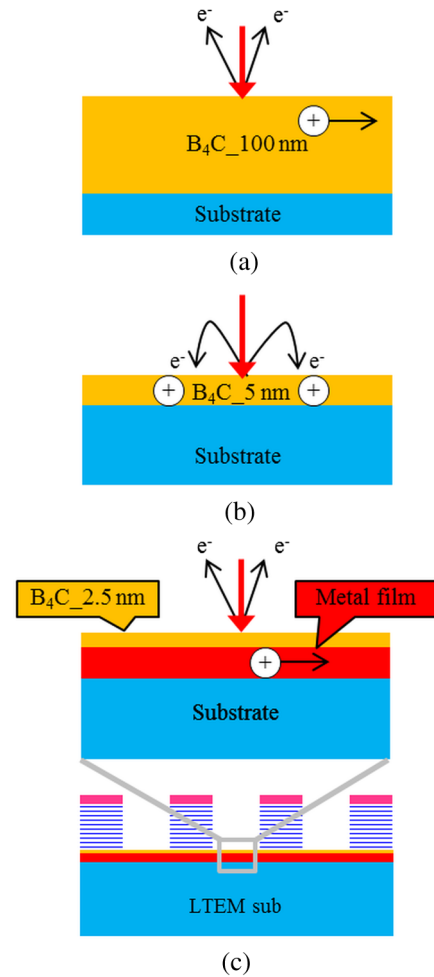 e⁻ e⁻
+
B₄C_100 nm
Substrate
(a)
e⁻ e⁻
+ B₄C_5 nm +
Substrate
(b)
e⁻ e⁻
B₄C_2.5 nm Metal film
+
Substrate
LTEM sub
(c)